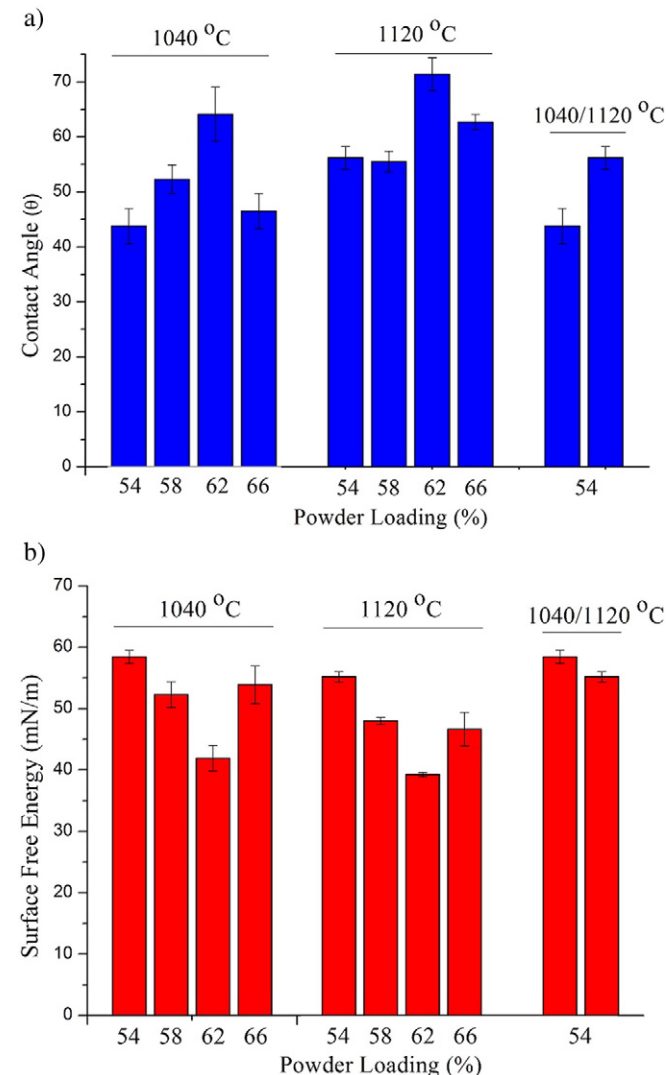 a)
1040 °C
1120 °C
1040/1120 °C
Contact Angle (θ)
70
60
50
40
30
20
10
0
54 58 62 66 54 58 62 66 54
Powder Loading (%)
b)
1040 °C
1120 °C
1040/1120 °C
Surface Free Energy (mN/m)
70
60
50
40
30
20
10
0
54 58 62 66 54 58 62 66 54
Powder Loading (%)